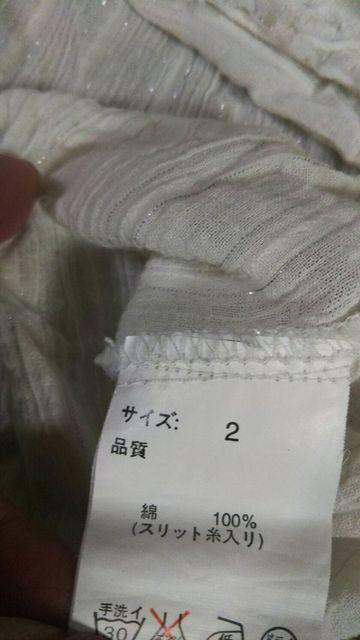 サイズ: 2
品質
綿 100%
(スリット糸入り)
手洗イ
30 低